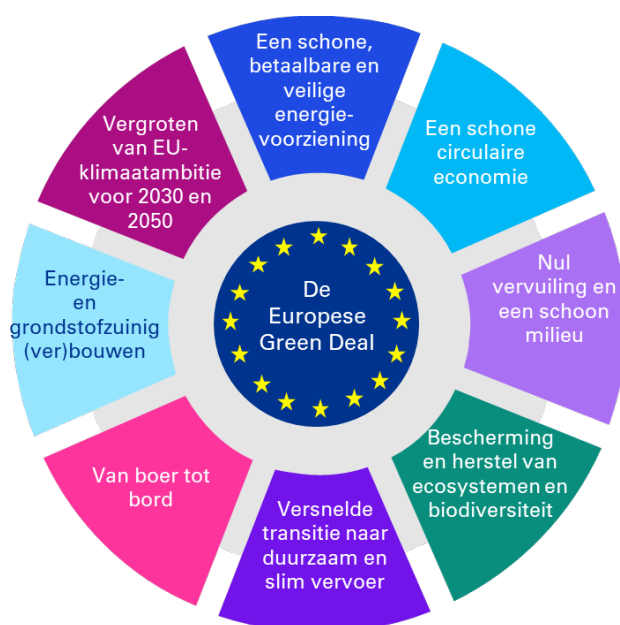 Een schone,
betaalbare en
veilige
energie-
voorziening
Een schone
circulaire
economie
Nul
vervuiling en
een schoon
milieu
Bescherming
en herstel van
ecosystemen en
biodiversiteit
Versnelde
transitie naar
duurzaam en
slim vervoer
Van boer tot
bord
Energie-
en
grondstofzuinig
(ver)bouwen
Vergroten
van EU-
klimaatambitie
voor 2030 en
2050
De
Europese
Green Deal